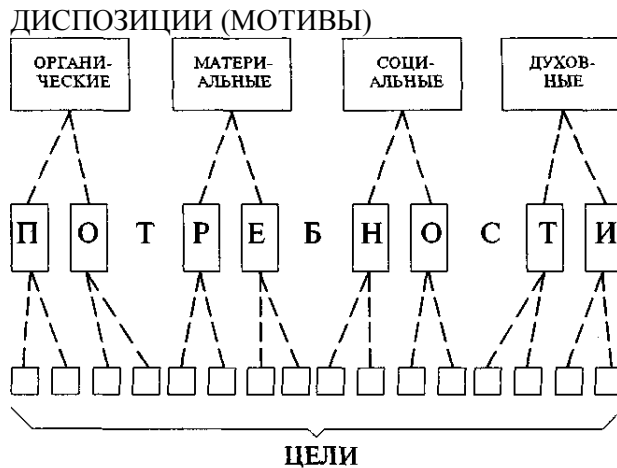 ДИСПОЗИЦИИ (МОТИВЫ)
ОРГАНИ-
ЧЕСКИЕ
МАТЕРИ-
АЛЬНЫЕ
СОЦИ-
АЛЬНЫЕ
ДУХОВ-
НЫЕ
П О Т Р Е Б Н О С Т И
ЦЕЛИ